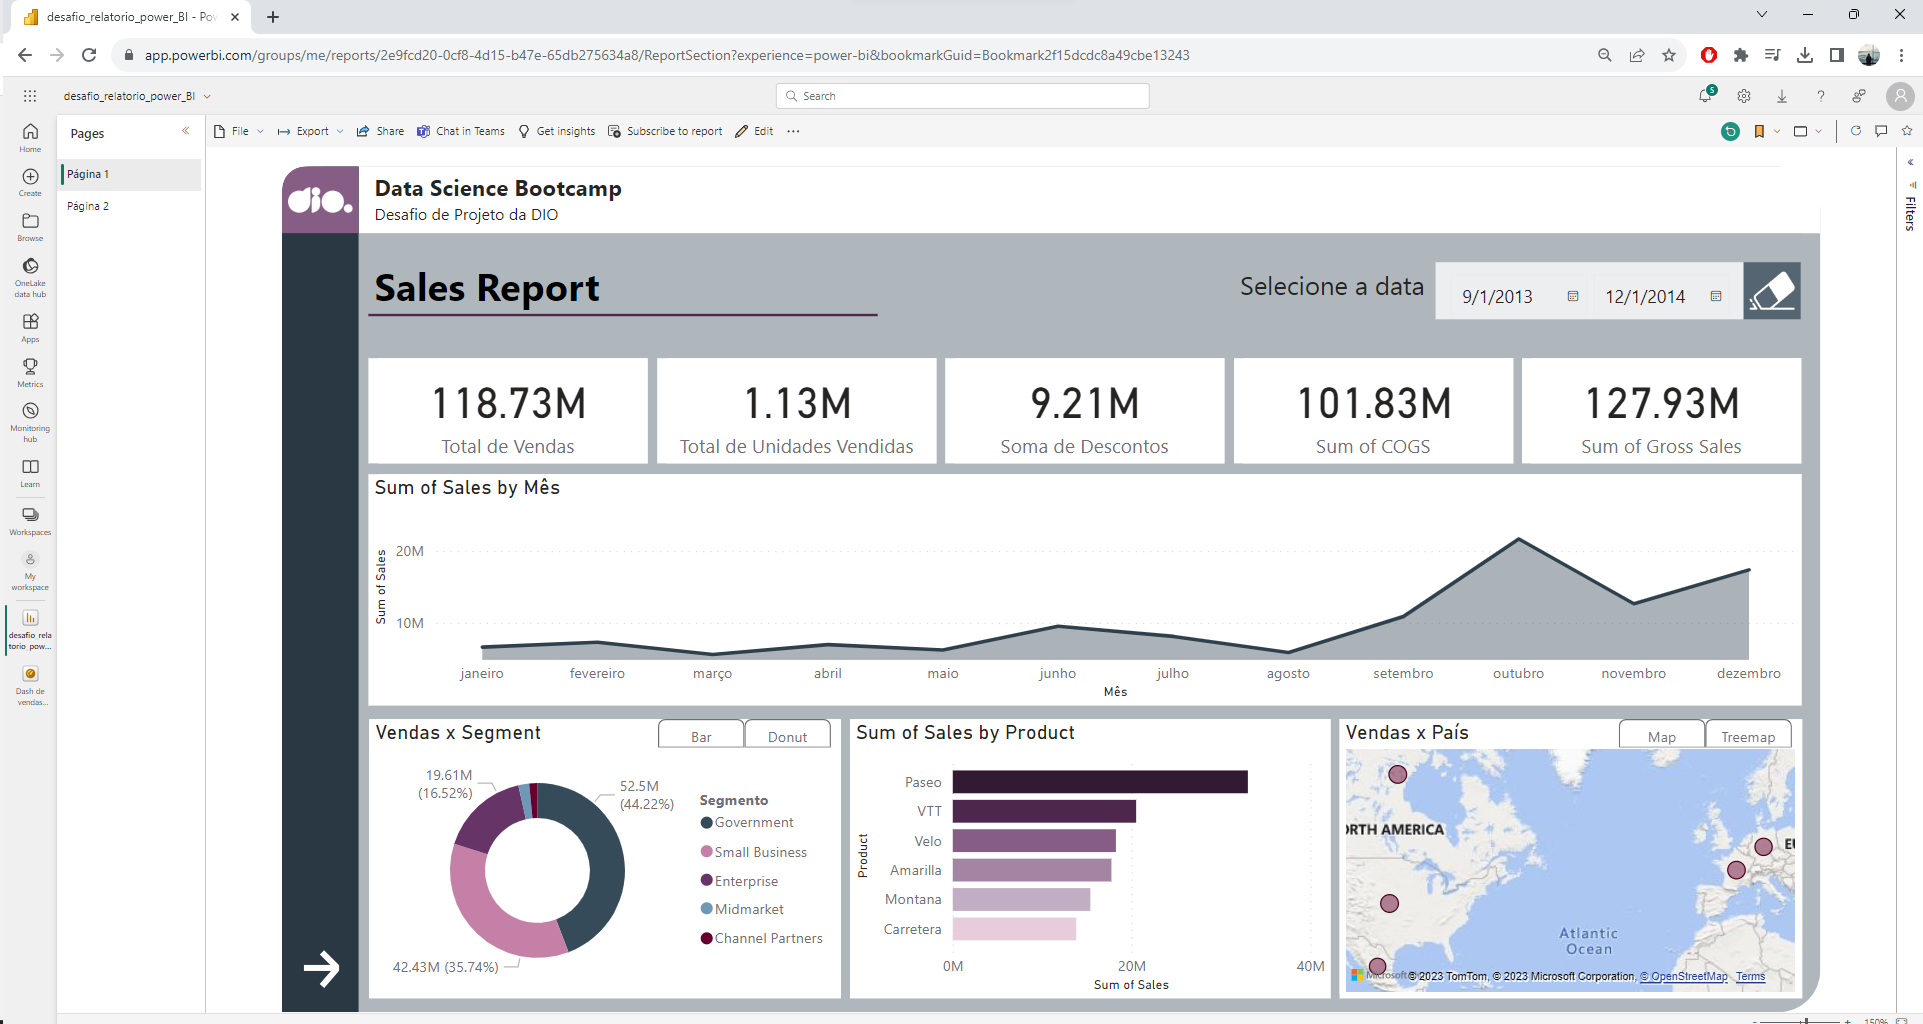 desafio_relatorio_power_BI - Pow
app.powerbi.com/groups/me/reports/2e9fcd20-0cf8-4d15-b47e-65db275634a8/ReportSection?experience=power-bi&bookmarkGuid=Bookmark2f15dcdc8a49cbe13243
desafio_relatorio_power_BI
Search
5
Home
Create
Browse
OneLake
data hub
Apps
Metrics
Monitoring
hub
Learn
Workspaces
My
workspace
desafio_rela
torio_pow...
Dash de
vendas...
Pages
Página 1
Página 2
File
Export
Share
Chat in Teams
Get insights
Subscribe to report
Edit
Filters
dio.
Data Science Bootcamp
Desafio de Projeto da DIO
Sales Report
Selecione a data
9/1/2013
12/1/2014
118.73M
Total de Vendas
1.13M
Total de Unidades Vendidas
9.21M
Soma de Descontos
101.83M
Sum of COGS
127.93M
Sum of Gross Sales
Sum of Sales by Mês
Sum of Sales
20M
10M
janeiro fevereiro março abril maio junho julho agosto setembro outubro novembro dezembro
Mês
Vendas x Segment
Bar
Donut
19.61M
(16.52%)
52.5M
(44.22%)
42.43M (35.74%)
Segmento
Government
Small Business
Enterprise
Midmarket
Channel Partners
Sum of Sales by Product
Product
Paseo
VTT
Velo
Amarilla
Montana
Carretera
0M 20M 40M
Sum of Sales
Vendas x País
Map
Treemap
ORTH AMERICA
EU
Atlantic
Ocean
Microsoft
© 2023 TomTom, © 2023 Microsoft Corporation, © OpenStreetMap Terms
150%